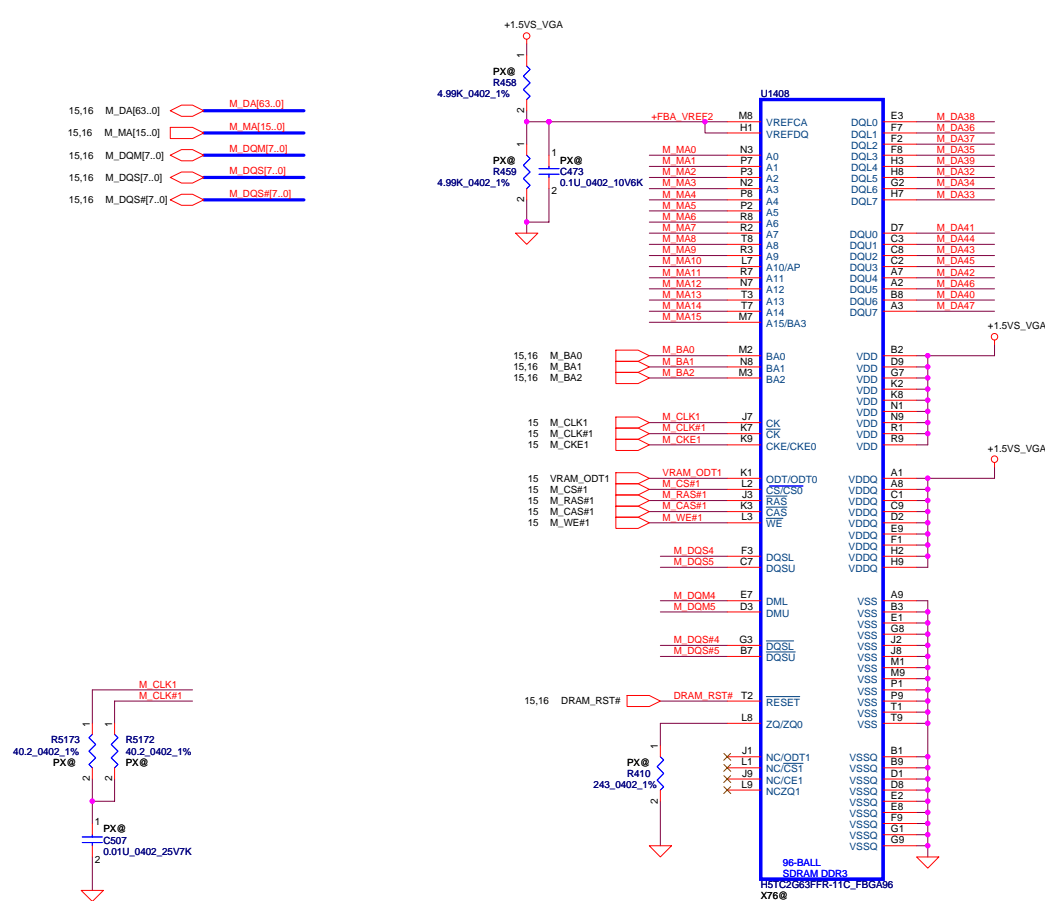 +1.5VS_VGA
1
PX@
R458
4.99K_0402_1%
2
15,16 M_DA[63..0] M_DA[63..0]
15,16 M_MA[15..0] M_MA[15..0]
15,16 M_DQM[7..0] M_DQM[7..0]
15,16 M_DQS[7..0] M_DQS[7..0]
15,16 M_DQS#[7..0] M_DQS#[7..0]
1
PX@
R459
4.99K_0402_1%
2
1
PX@
C473
0.1U_0402_10V6K
2
U1408
+FBA_VREF2 M8 VREFCA
H1 VREFDQ
M_MA0 N3 A0
M_MA1 P7 A1
M_MA2 P3 A2
M_MA3 N2 A3
M_MA4 P8 A4
M_MA5 P2 A5
M_MA6 R8 A6
M_MA7 R2 A7
M_MA8 T8 A8
M_MA9 R3 A9
M_MA10 L7 A10/AP
M_MA11 R7 A11
M_MA12 N7 A12
M_MA13 T3 A13
M_MA14 T7 A14
M_MA15 M7 A15/BA3
15,16 M_BA0 M_BA0 M2 BA0
15,16 M_BA1 M_BA1 N8 BA1
15,16 M_BA2 M_BA2 M3 BA2
15 M_CLK1 M_CLK1 J7 CK
15 M_CLK#1 M_CLK#1 K7 CK
15 M_CKE1 M_CKE1 K9 CKE/CKE0
15 VRAM_ODT1 VRAM_ODT1 K1 ODT/ODT0
15 M_CS#1 M_CS#1 L2 CS/CS0
15 M_RAS#1 M_RAS#1 J3 RAS
15 M_CAS#1 M_CAS#1 K3 CAS
15 M_WE#1 M_WE#1 L3 WE
M_DQS4 F3 DQSL
M_DQS5 C7 DQSU
M_DQM4 E7 DML
M_DQM5 D3 DMU
M_DQS#4 G3 DQSL
M_DQS#5 B7 DQSU
15,16 DRAM_RST# DRAM_RST# T2 RESET
L8 ZQ/ZQ0
J1 NC/ODT1
L1 NC/CS1
J9 NC/CE1
L9 NCZQ1
DQL0 E3 M_DA38
DQL1 F7 M_DA36
DQL2 F2 M_DA37
DQL3 F8 M_DA35
DQL4 H3 M_DA39
DQL5 H8 M_DA32
DQL6 G2 M_DA34
DQL7 H7 M_DA33
DQU0 D7 M_DA41
DQU1 C3 M_DA44
DQU2 C8 M_DA43
DQU3 C2 M_DA45
DQU4 A7 M_DA42
DQU5 A2 M_DA46
DQU6 B8 M_DA40
DQU7 A3 M_DA47
+1.5VS_VGA
VDD B2
VDD D9
VDD G7
VDD K2
VDD K8
VDD N1
VDD N9
VDD R1
VDD R9
+1.5VS_VGA
VDDQ A1
VDDQ A8
VDDQ C1
VDDQ C9
VDDQ D2
VDDQ E9
VDDQ F1
VDDQ H2
VDDQ H9
VSS A9
VSS B3
VSS E1
VSS G8
VSS J2
VSS J8
VSS M1
VSS M9
VSS P1
VSS P9
VSS T1
VSS T9
VSSQ B1
VSSQ B9
VSSQ D1
VSSQ D8
VSSQ E2
VSSQ E8
VSSQ F9
VSSQ G1
VSSQ G9
1
PX@
R410
243_0402_1%
2
96-BALL
SDRAM DDR3
H5TC2G63FFR-11C_FBGA96
X76@
M_CLK1
M_CLK#1
1
R5173
40.2_0402_1%
PX@
2
1
R5172
40.2_0402_1%
PX@
2
1
PX@
C507
0.01U_0402_25V7K
2